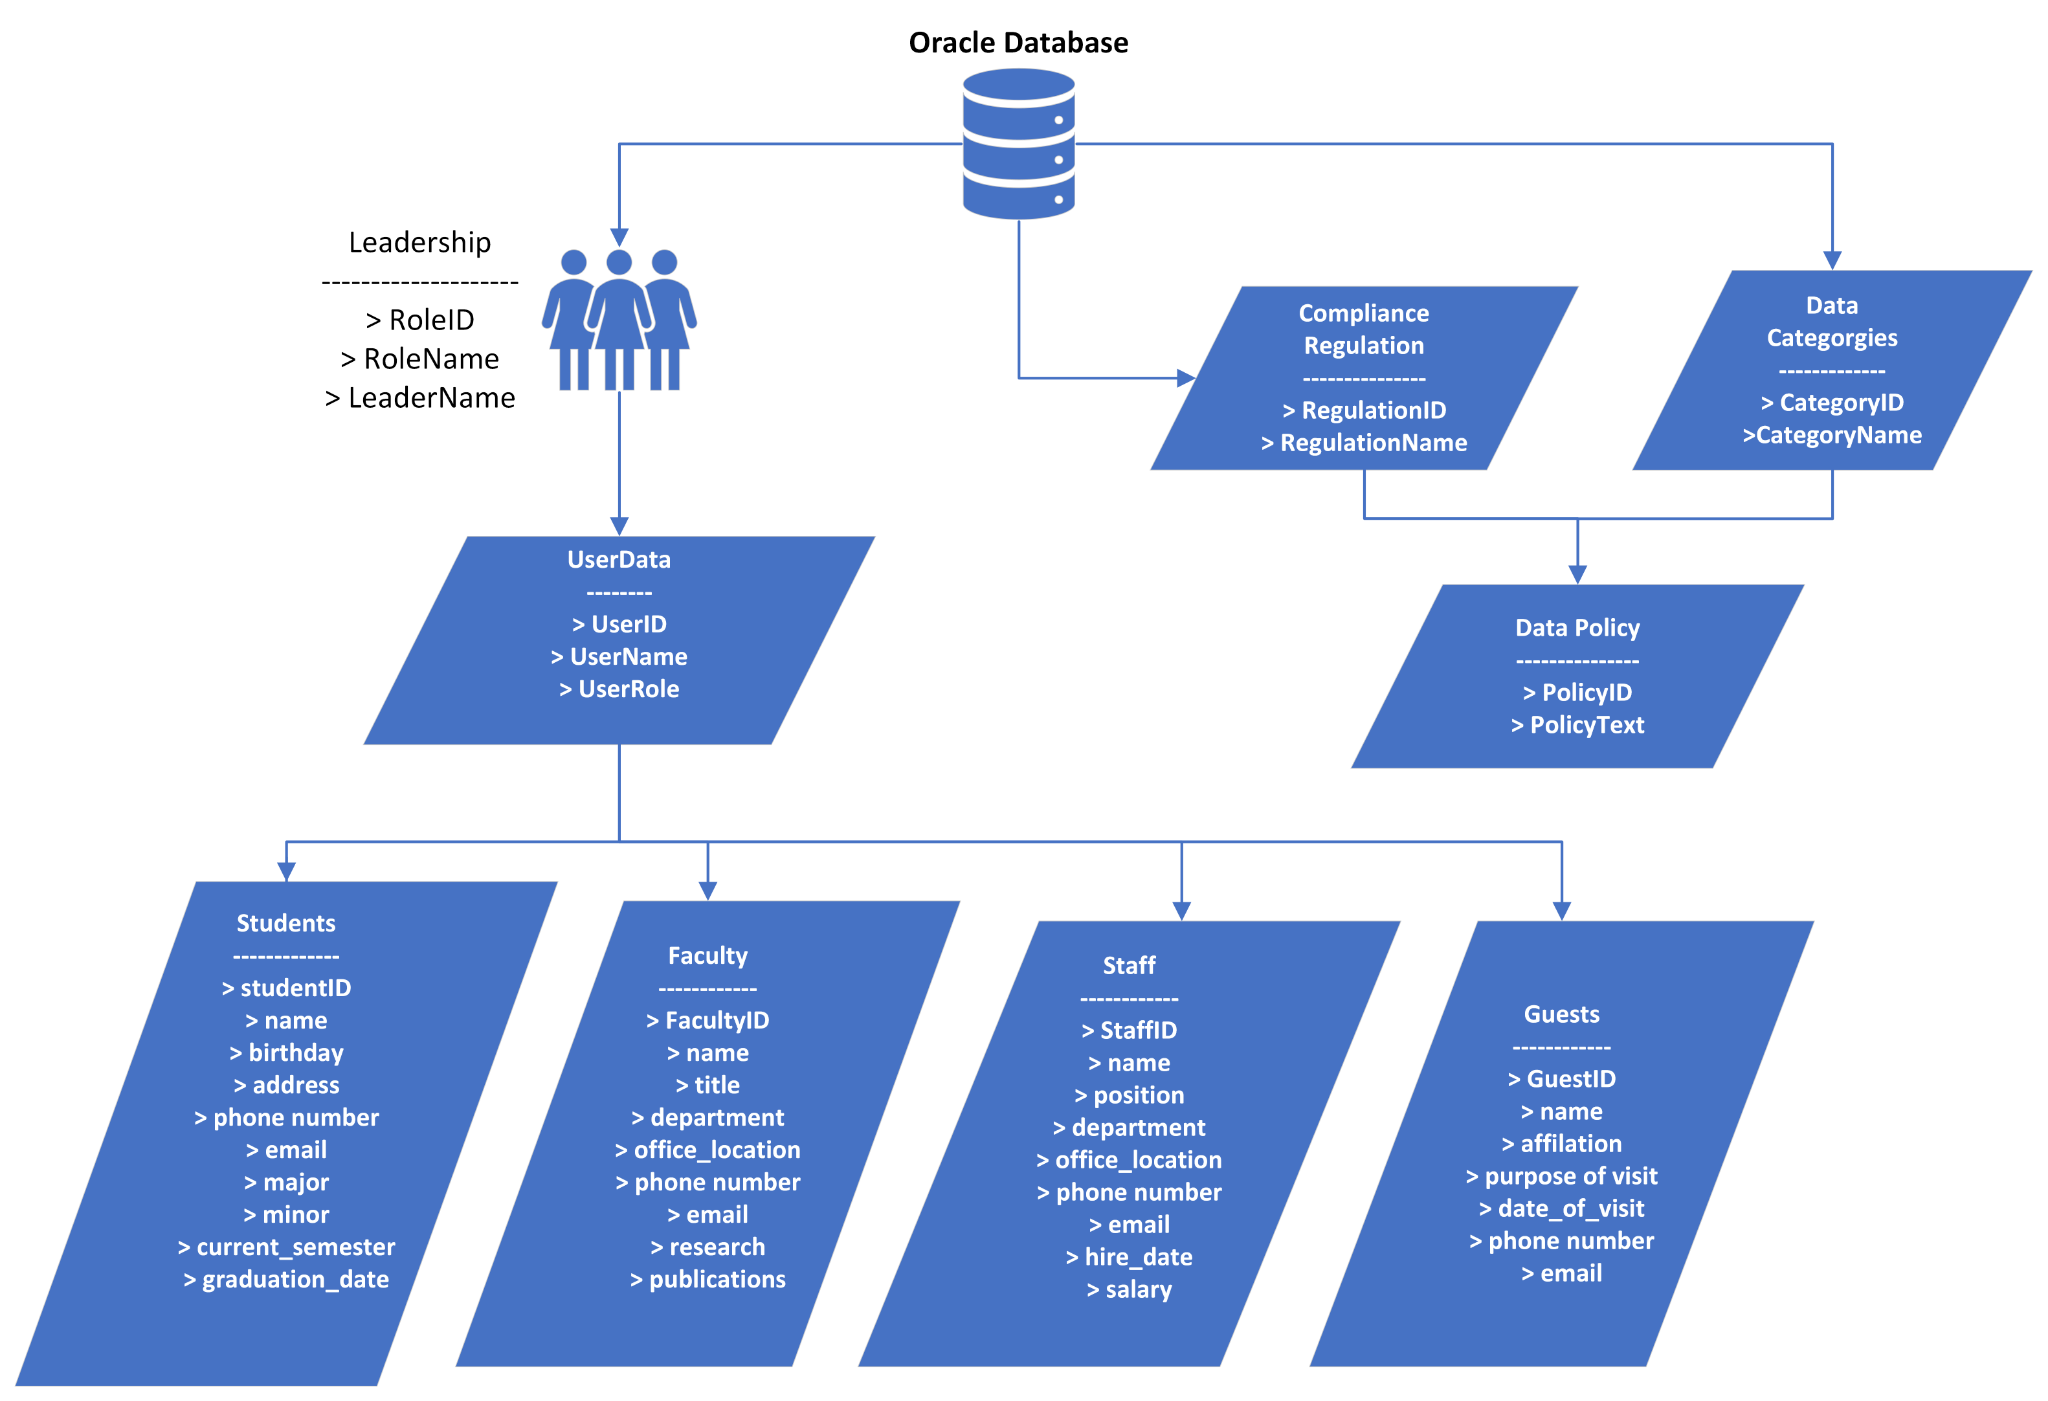 Oracle Database
Leadership
--------------------
> RoleID
> RoleName
> LeaderName
Compliance
Regulation
---------------
> RegulationID
> RegulationName
Data
Categorgies
-------------
> CategoryID
>CategoryName
UserData
--------
> UserID
> UserName
> UserRole
Data Policy
---------------
> PolicyID
> PolicyText
Students
-------------
> studentID
> name
> birthday
> address
> phone number
> email
> major
> minor
> current_semester
> graduation_date
Faculty
------------
> FacultyID
> name
> title
> department
> office_location
> phone number
> email
> research
> publications
Staff
------------
> StaffID
> name
> position
> department
> office_location
> phone number
> email
> hire_date
> salary
Guests
------------
> GuestID
> name
> affilation
> purpose of visit
> date_of_visit
> phone number
> email